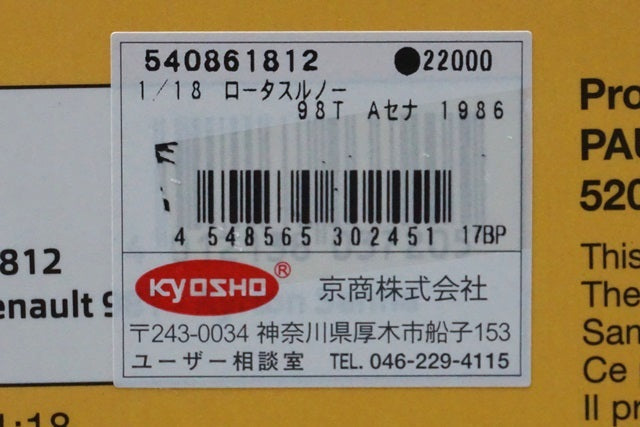 540861812 ●22000
1/18 ロータスルノー
98T Aセナ 1986
4 548565 302451 17BP
KYOSHO® 京商株式会社
〒243-0034 神奈川県厚木市船子153
ユーザー相談室 TEL. 046-229-4115
812
enault 9
1:18
Pro
PAU
520
This
The
San
Ce
Il pr